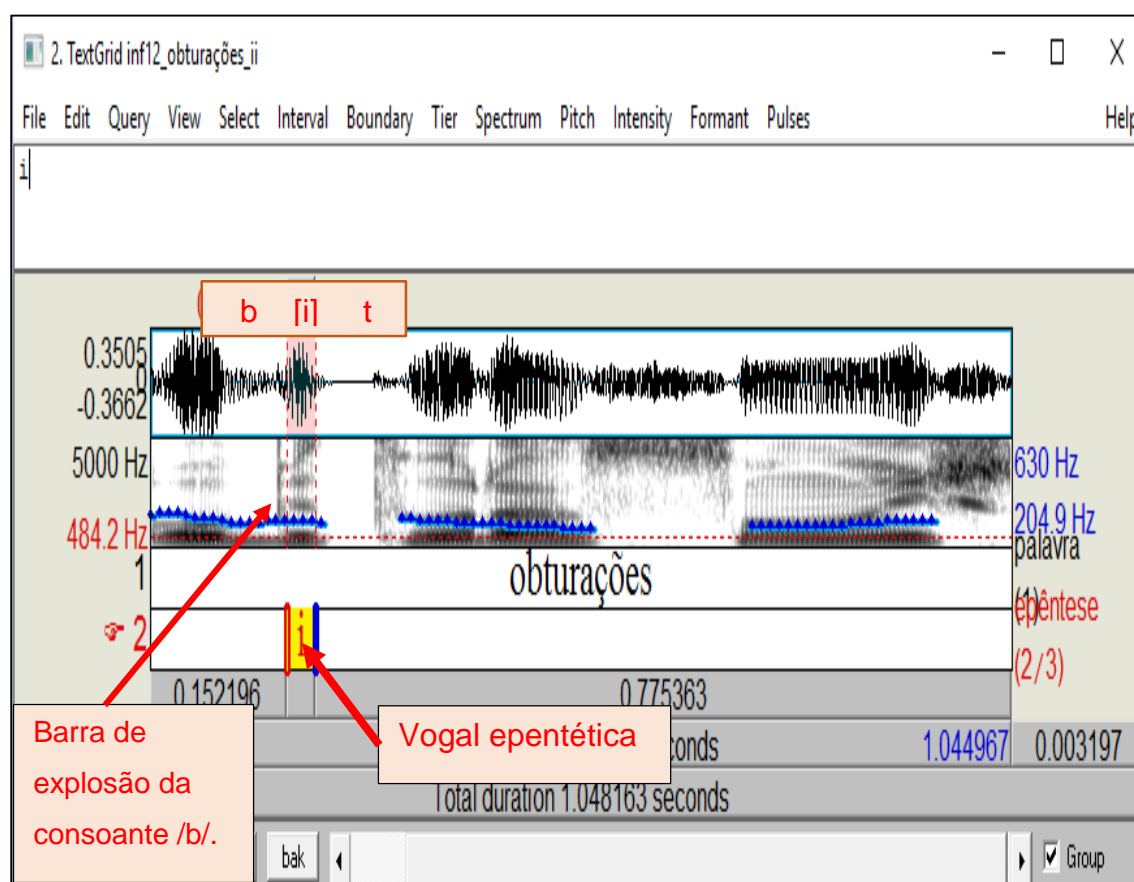 2. TextGrid inf12_obturações_ii
File Edit Query View Select Interval Boundary Tier Spectrum Pitch Intensity Formant Pulses Help
i
b [i] t
0.3505
0
-0.3662
5000 Hz
630 Hz
484.2 Hz
204.9 Hz
1
obturações
palavra
(1)
2
i
epêntese
(2/3)
0.152196
0.775363
1.044967
0.003197
Total duration 1.048163 seconds
Barra de
explosão da
consoante /b/.
Vogal epentética
bak
Group